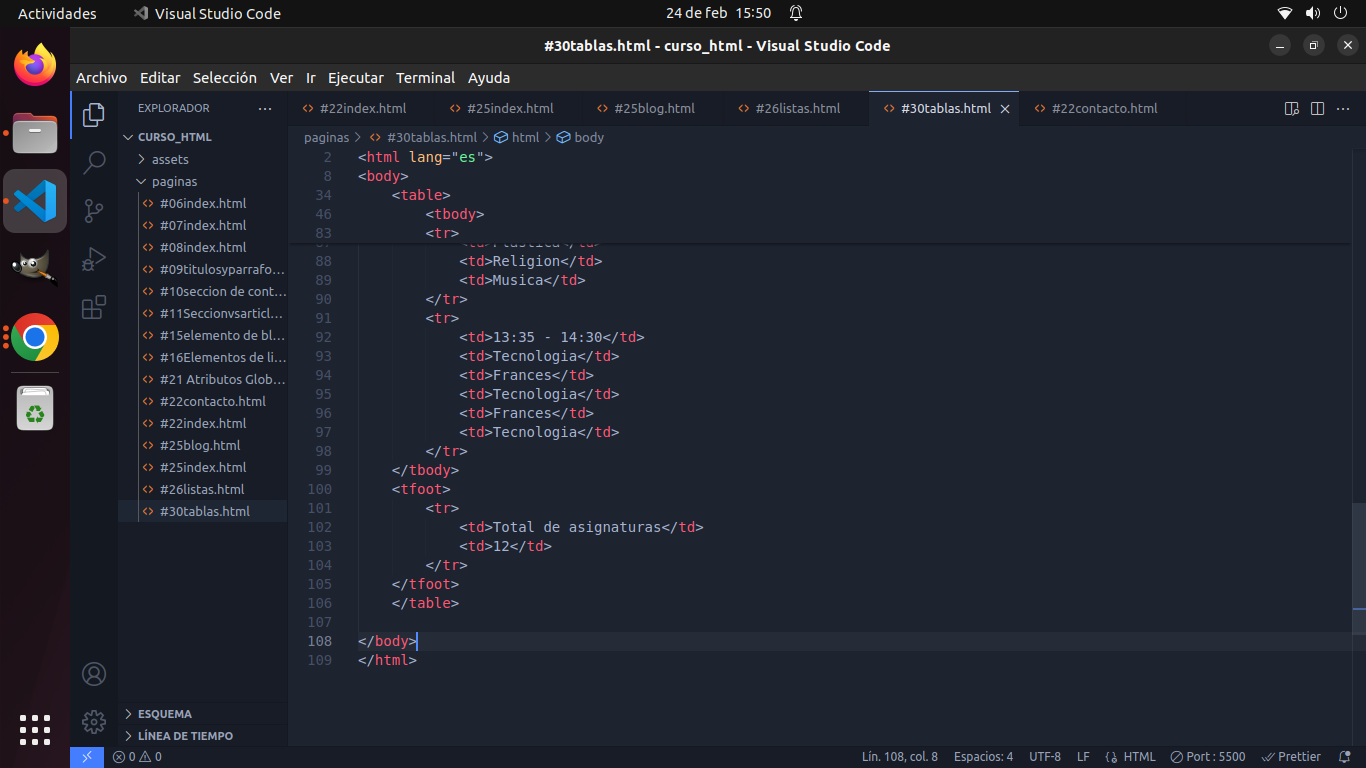 Actividades Visual Studio Code 24 de feb 15:50
#30tablas.html - curso_html - Visual Studio Code
Archivo Editar Selección Ver Ir Ejecutar Terminal Ayuda
EXPLORADOR
CURSO_HTML
assets
paginas
#06index.html
#07index.html
#08index.html
#09titulosyparrafo...
#10seccion de cont...
#11Seccionvsarticl...
#15elemento de bl...
#16Elementos de li...
#21 Atributos Glob...
#22contacto.html
#22index.html
#25blog.html
#25index.html
#26listas.html
#30tablas.html
ESQUEMA
LÍNEA DE TIEMPO
#22index.html #25index.html #25blog.html #26listas.html #30tablas.html #22contacto.html
paginas > #30tablas.html > html > body
2 <html lang="es">
8 <body>
34 <table>
46 <tbody>
83 <tr>
87 <td>Plastica</td>
88 <td>Religion</td>
89 <td>Musica</td>
90 </tr>
91 <tr>
92 <td>13:35 - 14:30</td>
93 <td>Tecnologia</td>
94 <td>Frances</td>
95 <td>Tecnologia</td>
96 <td>Frances</td>
97 <td>Tecnologia</td>
98 </tr>
99 </tbody>
100 <tfoot>
101 <tr>
102 <td>Total de asignaturas</td>
103 <td>12</td>
104 </tr>
105 </tfoot>
106 </table>
107
108 </body>
109 </html>
0 0 Lín. 108, col. 8 Espacios: 4 UTF-8 LF HTML Port : 5500 Prettier